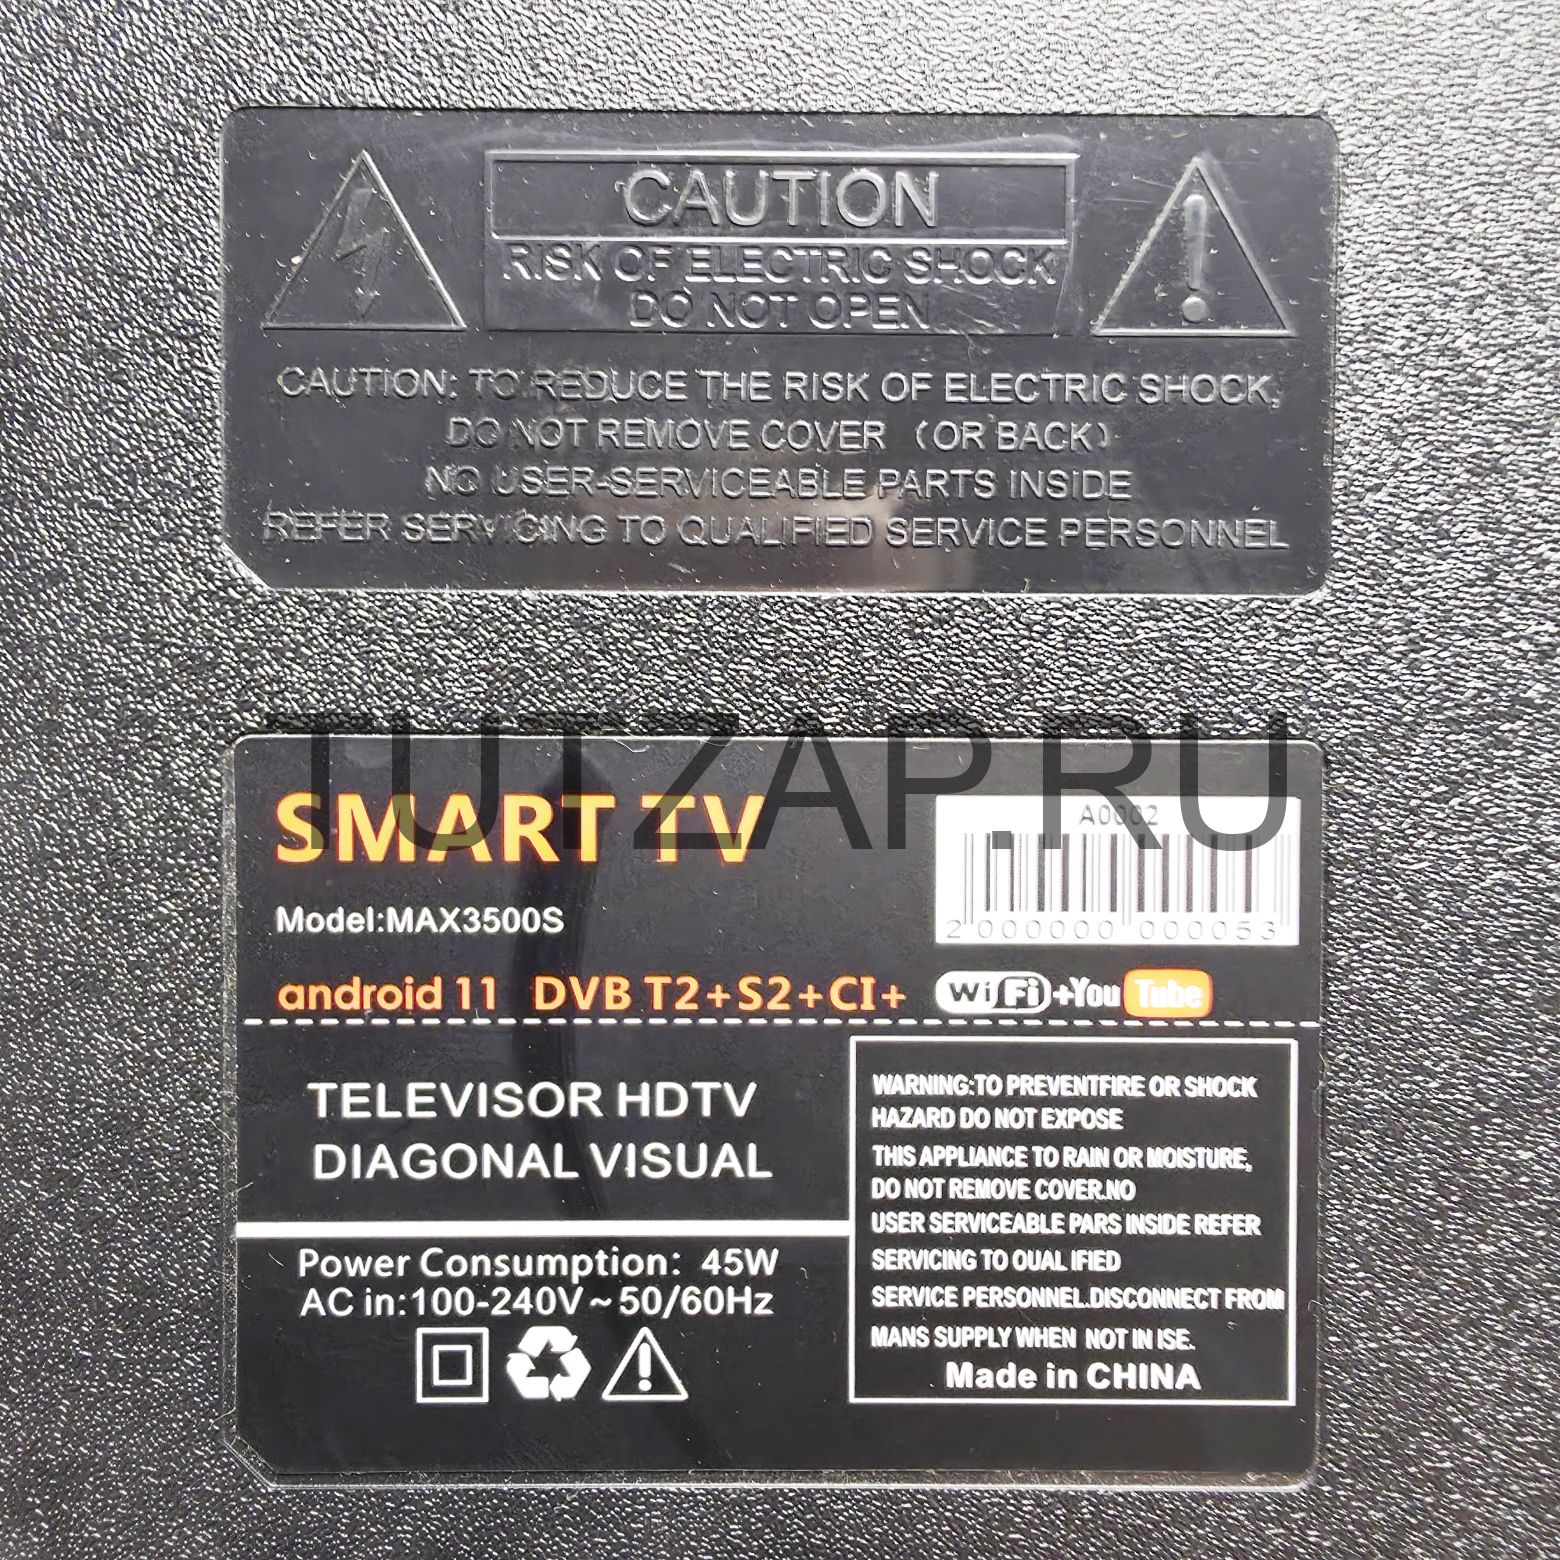 CAUTION
RISK OF ELECTRIC SHOCK
DO NOT OPEN
CAUTION: TO REDUCE THE RISK OF ELECTRIC SHOCK,
DO NOT REMOVE COVER (OR BACK)
NO USER-SERVICEABLE PARTS INSIDE
REFER SERVICING TO QUALIFIED SERVICE PERSONNEL
TUTZAP.RU
SMART TV
A0002
2 000000 000053
Model:MAX3500S
android 11 DVB T2+S2+CI+ WiFi+YouTube
TELEVISOR HDTV
DIAGONAL VISUAL
Power Consumption: 45W
AC in:100-240V~50/60Hz
WARNING:TO PREVENTFIRE OR SHOCK
HAZARD DO NOT EXPOSE
THIS APPLIANCE TO RAIN OR MOISTURE,
DO NOT REMOVE COVER.NO
USER SERVICEABLE PARS INSIDE REFER
SERVICING TO OUAL IFIED
SERVICE PERSONNEL.DISCONNECT FROM
MANS SUPPLY WHEN NOT IN ISE.
Made in CHINA